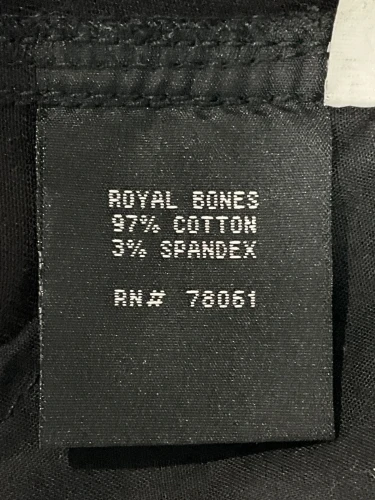 ROYAL BONES
97% COTTON
3% SPANDEX
RN# 78061